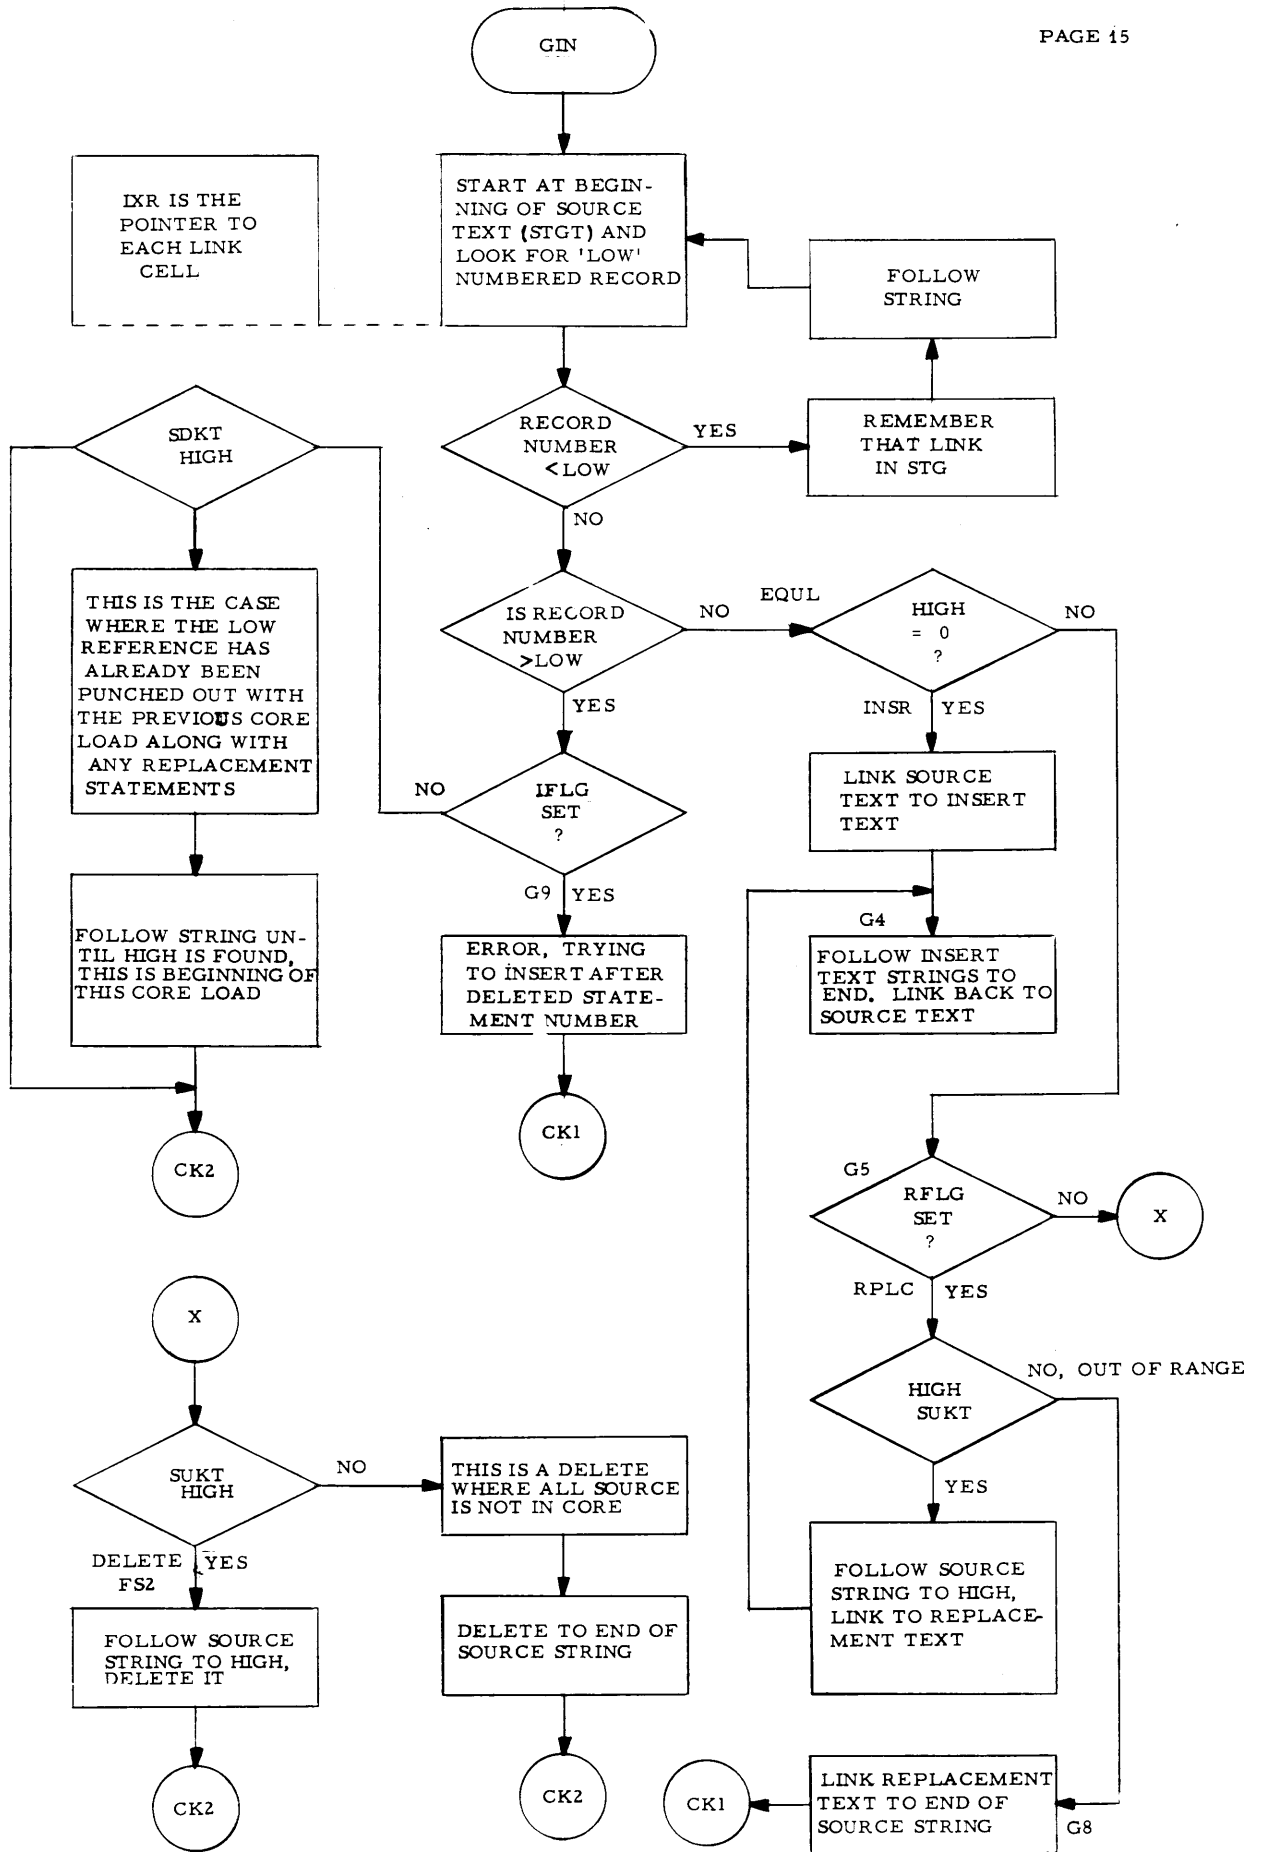 PAGE 15
GIN
IXR IS THE
POINTER TO
EACH LINK
CELL
START AT BEGIN-
NING OF SOURCE
TEXT (STGT) AND
LOOK FOR 'LOW'
NUMBERED RECORD
FOLLOW
STRING
SDKT
HIGH
RECORD
NUMBER
<LOW
YES
REMEMBER
THAT LINK
IN STG
NO
THIS IS THE CASE
WHERE THE LOW
REFERENCE HAS
ALREADY BEEN
PUNCHED OUT WITH
THE PREVIOUS CORE
LOAD ALONG WITH
ANY REPLACEMENT
STATEMENTS
IS RECORD
NUMBER
>LOW
NO
EQUL
HIGH
= 0
?
NO
YES
INSR
YES
NO
IFLG
SET
?
LINK SOURCE
TEXT TO INSERT
TEXT
G9
YES
G4
FOLLOW STRING UN-
TIL HIGH IS FOUND,
THIS IS BEGINNING OF
THIS CORE LOAD
ERROR, TRYING
TO INSERT AFTER
DELETED STATE-
MENT NUMBER
FOLLOW INSERT
TEXT STRINGS TO
END. LINK BACK TO
SOURCE TEXT
CK2
CK1
G5
RFLG
SET
?
NO
X
RPLC
YES
X
HIGH
SUKT
NO, OUT OF RANGE
YES
SUKT
HIGH
NO
THIS IS A DELETE
WHERE ALL SOURCE
IS NOT IN CORE
DELETE
FS2
YES
FOLLOW SOURCE
STRING TO HIGH,
LINK TO REPLACE-
MENT TEXT
FOLLOW SOURCE
STRING TO HIGH,
DELETE IT
DELETE TO END OF
SOURCE STRING
CK2
CK2
CK1
LINK REPLACEMENT
TEXT TO END OF
SOURCE STRING
G8